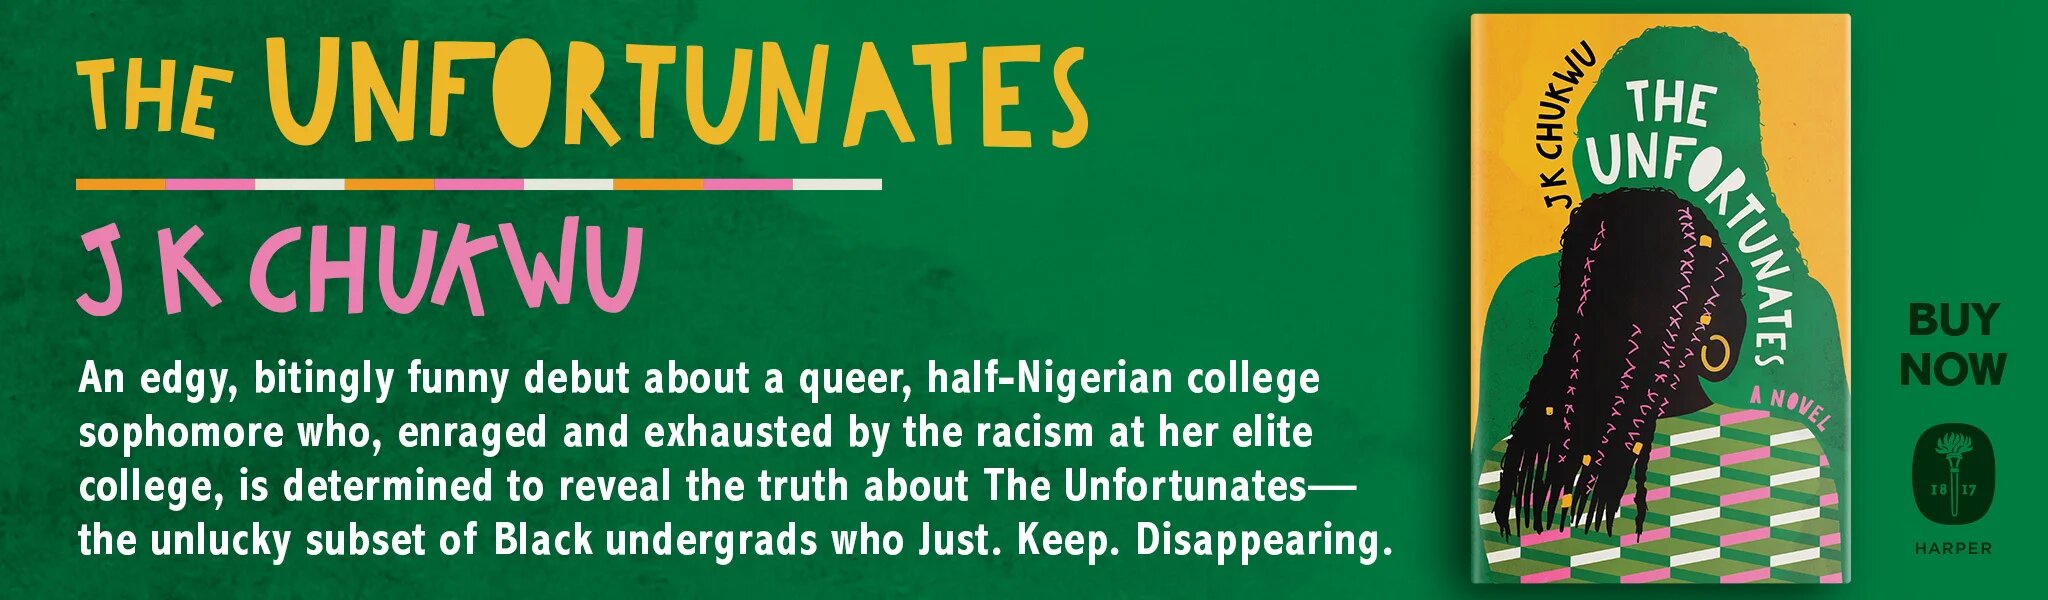 THE UNFORTUNATES
J K CHUKWU
An edgy, bitingly funny debut about a queer, half-Nigerian college
sophomore who, enraged and exhausted by the racism at her elite
college, is determined to reveal the truth about The Unfortunates—
the unlucky subset of Black undergrads who Just. Keep. Disappearing.
J K CHUKWU
THE
UNFORTUNATES
A NOVEL
BUY
NOW
18 17
HARPER